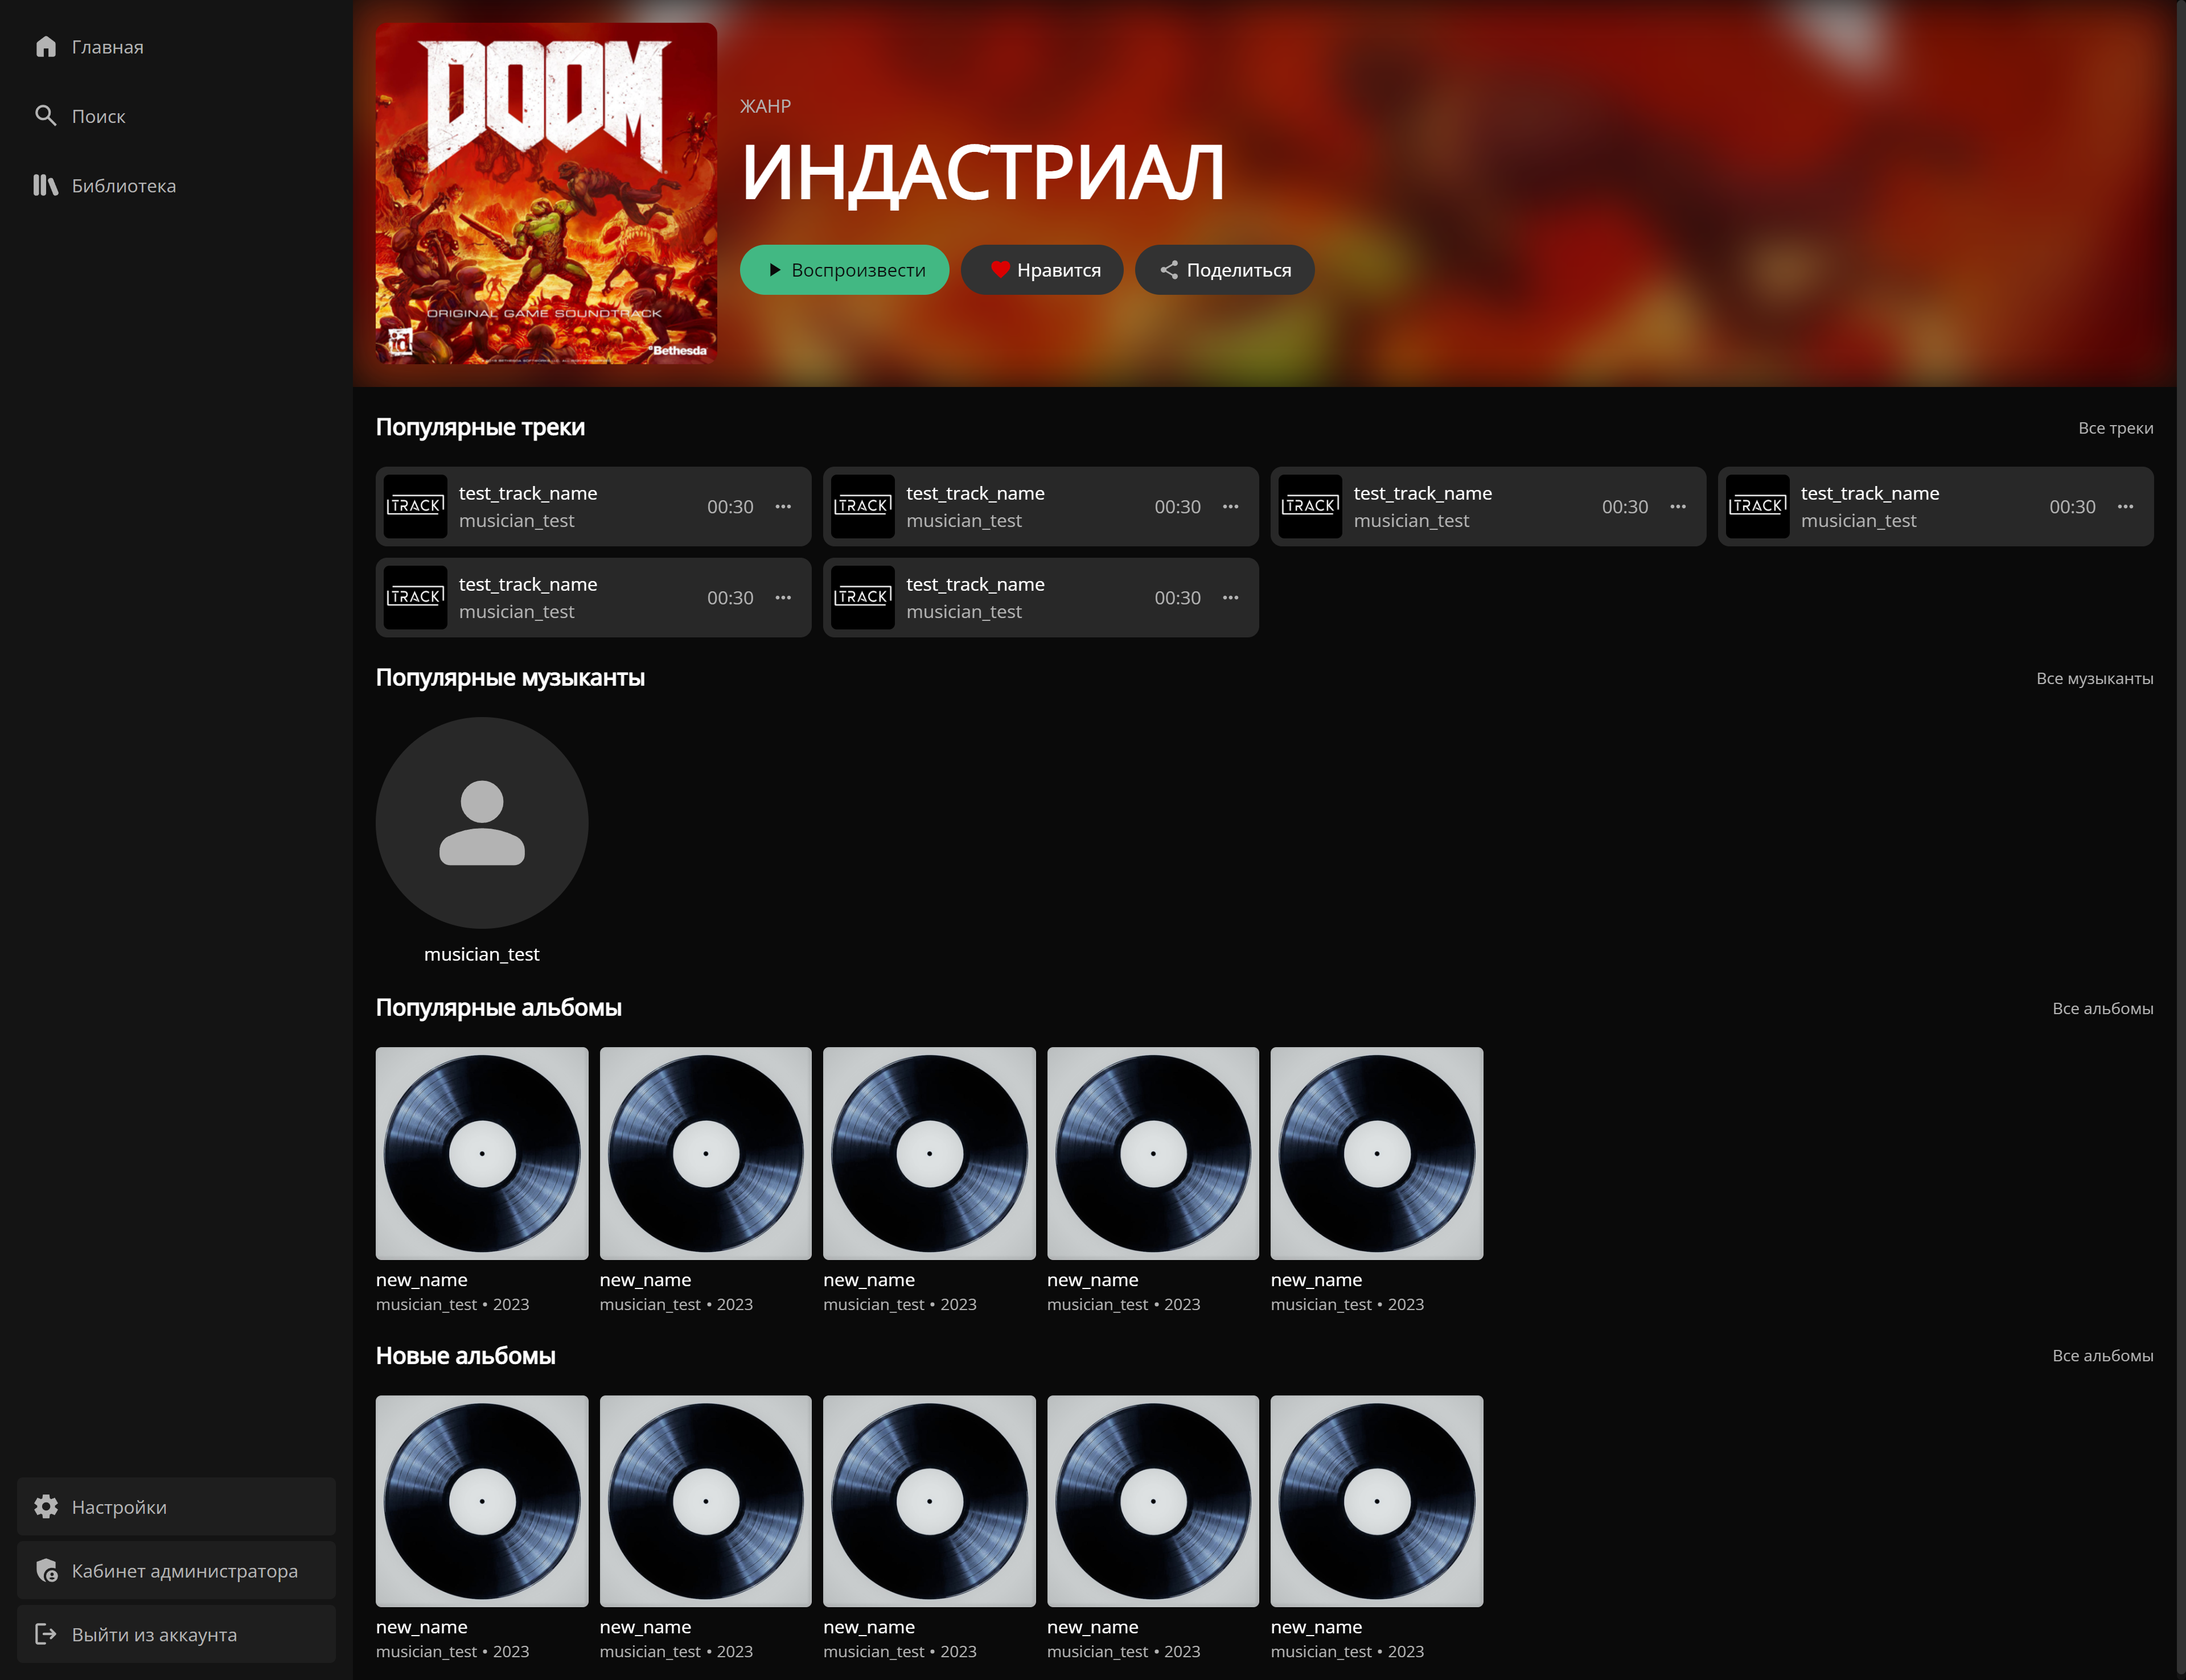 Главная
Поиск
Библиотека
DOOM
ORIGINAL GAME SOUNDTRACK
id
Bethesda
ЖАНР
ИНДАСТРИАЛ
Воспроизвести
Нравится
Поделиться
Популярные треки
Все треки
TRACK
test_track_name
musician_test
00:30
TRACK
test_track_name
musician_test
00:30
TRACK
test_track_name
musician_test
00:30
TRACK
test_track_name
musician_test
00:30
TRACK
test_track_name
musician_test
00:30
TRACK
test_track_name
musician_test
00:30
Популярные музыканты
Все музыканты
musician_test
Популярные альбомы
Все альбомы
new_name
musician_test • 2023
new_name
musician_test • 2023
new_name
musician_test • 2023
new_name
musician_test • 2023
new_name
musician_test • 2023
Новые альбомы
Все альбомы
new_name
musician_test • 2023
new_name
musician_test • 2023
new_name
musician_test • 2023
new_name
musician_test • 2023
new_name
musician_test • 2023
Настройки
Кабинет администратора
Выйти из аккаунта